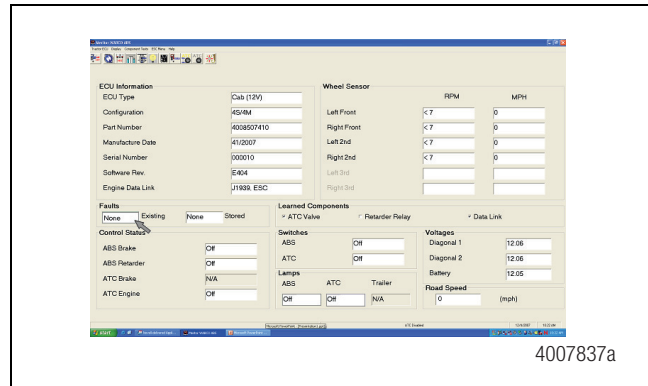 Meritor WABCO ABS
ECU Information
ECU Type Cab (12V)
Configuration 4S/4M
Part Number 4008507410
Manufacture Date 41/2007
Serial Number 000010
Software Rev. E404
Engine Data Link J1939, ESC
Wheel Sensor
RPM MPH
Left Front < 7 0
Right Front < 7 0
Left 2nd < 7 0
Right 2nd < 7 0
Left 3rd
Right 3rd
Faults
None Existing None Stored
Learned Components
ATC Valve Retarder Relay Data Link
Control Status
ABS Brake Off
ABS Retarder Off
ATC Brake N/A
ATC Engine Off
Switches
ABS Off
ATC Off
Lamps
ABS ATC Trailer
Off Off N/A
Voltages
Diagonal 1 12.06
Diagonal 2 12.06
Battery 12.05
Road Speed
0 (mph)
4007837a